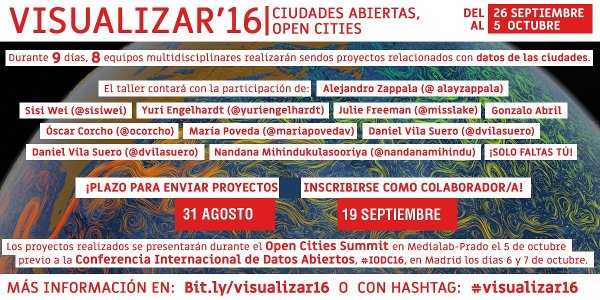 VISUALIZAR'16 CIUDADES ABIERTAS, OPEN CITIES
DEL 26 SEPTIEMBRE
AL 5 OCTUBRE
Durante 9 días, 8 equipos multidisciplinares realizarán sendos proyectos relacionados con datos de las ciudades.
El taller contará con la participación de: Alejandro Zappala (@ alayzappala)
Sisi Wei (@sisiwei) Yuri Engelhardt (@yuriengelhardt) Julie Freeman (@misslake) Gonzalo Abril
Óscar Corcho (@ocorcho) María Poveda (@mariapovedav) Daniel Vila Suero (@dvilasuero)
Daniel Vila Suero (@dvilasuero) Nandana Mihindukulasooriya (@nandanamihindu) ¡SOLO FALTAS TÚ!
¡PLAZO PARA ENVIAR PROYECTOS INSCRIBIRSE COMO COLABORADOR/A!
31 AGOSTO 19 SEPTIEMBRE
Los proyectos realizados se presentarán durante el Open Cities Summit en Medialab-Prado el 5 de octubre
previo a la Conferencia Internacional de Datos Abiertos, #IODC16, en Madrid los días 6 y 7 de octubre.
MÁS INFORMACIÓN EN: Bit.ly/visualizar16 O CON HASHTAG: #visualizar16